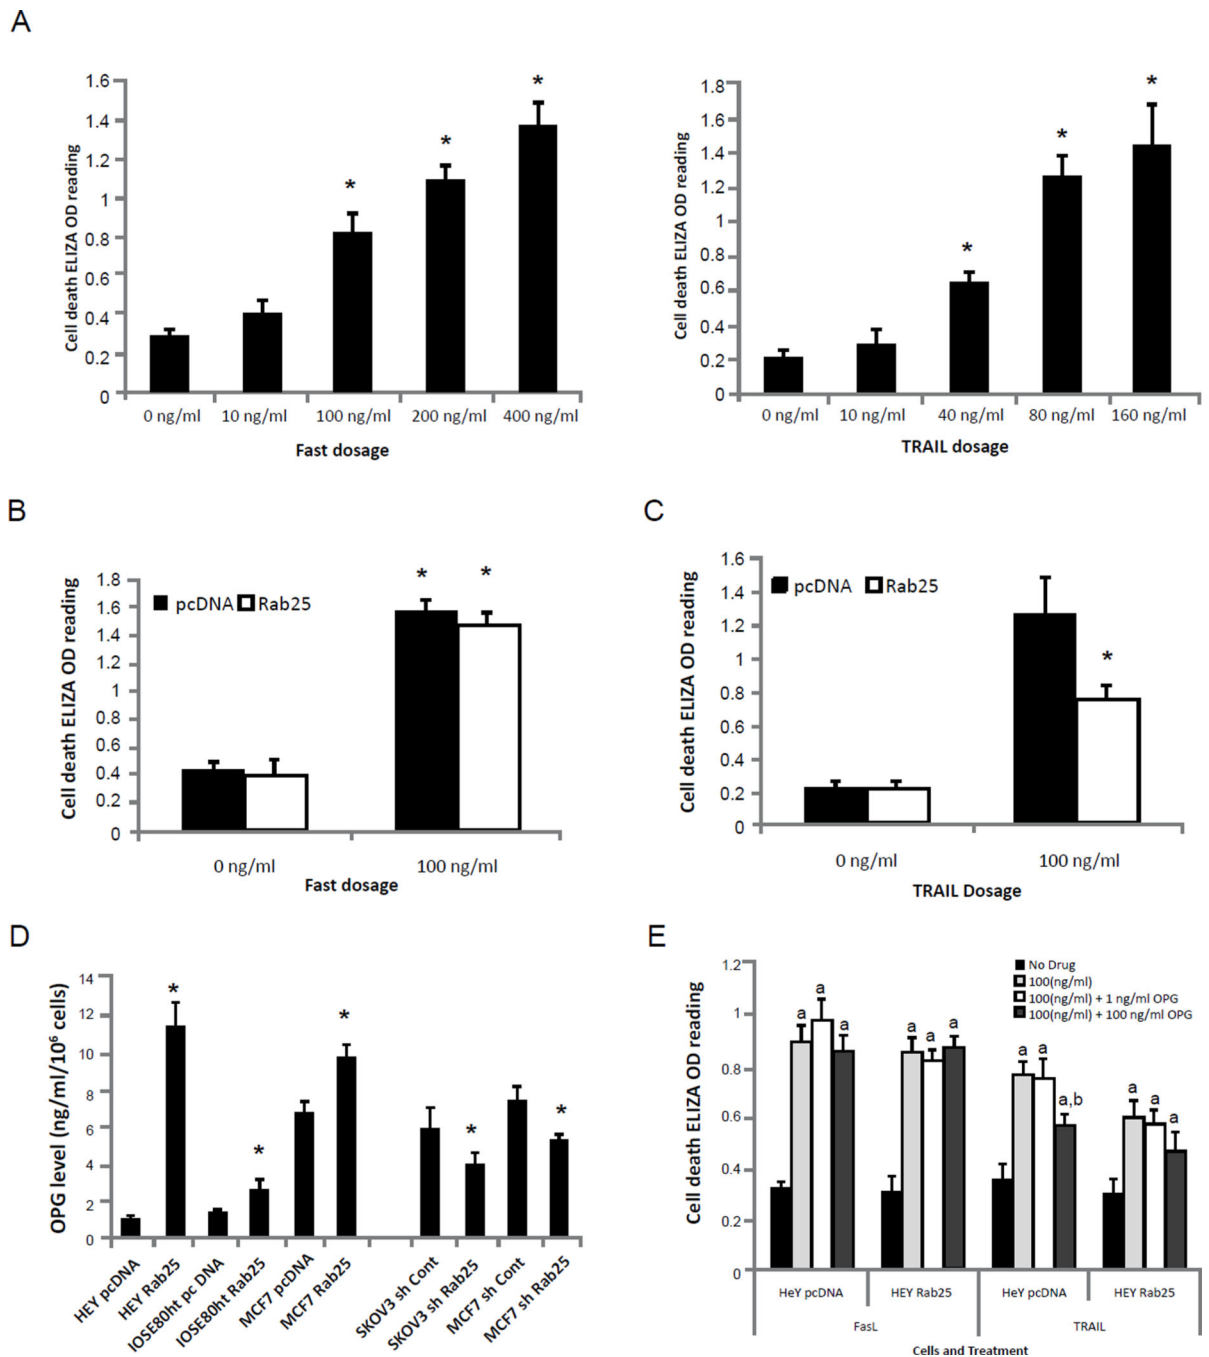 A
Cell death ELIZA OD reading
1.6
1.4
1.2
1
0.8
0.6
0.4
0.2
0
* * *
0 ng/ml 10 ng/ml 100 ng/ml 200 ng/ml 400 ng/ml
Fast dosage
Cell death ELIZA OD reading
1.8
1.6
1.4
1.2
1
0.8
0.6
0.4
0.2
0
* * *
0 ng/ml 10 ng/ml 40 ng/ml 80 ng/ml 160 ng/ml
TRAIL dosage
B
Cell death ELIZA OD reading
1.8
1.6
1.4
1.2
1
0.8
0.6
0.4
0.2
0
pcDNA Rab25
* *
0 ng/ml 100 ng/ml
Fast dosage
C
Cell death ELIZA OD reading
1.6
1.4
1.2
1
0.8
0.6
0.4
0.2
0
pcDNA Rab25
*
0 ng/ml 100 ng/ml
TRAIL Dosage
D
OPG level (ng/ml/10⁶ cells)
14
12
10
8
6
4
2
0
* * * * *
HEY pcDNA
HEY Rab25
IOSE80ht pc DNA
IOSE80ht Rab25
MCF7 pcDNA
MCF7 Rab25
SKOV3 sh Cont
SKOV3 sh Rab25
MCF7 sh Cont
MCF7 sh Rab25
E
Cell death ELIZA OD reading
1.2
1
0.8
0.6
0.4
0.2
0
No Drug
100(ng/ml)
100(ng/ml) + 1 ng/ml OPG
100(ng/ml) + 100 ng/ml OPG
a a a a a a a a a,b a a a
HeY pcDNA HEY Rab25 HeY pcDNA HEY Rab25
FasL TRAIL
Cells and Treatment